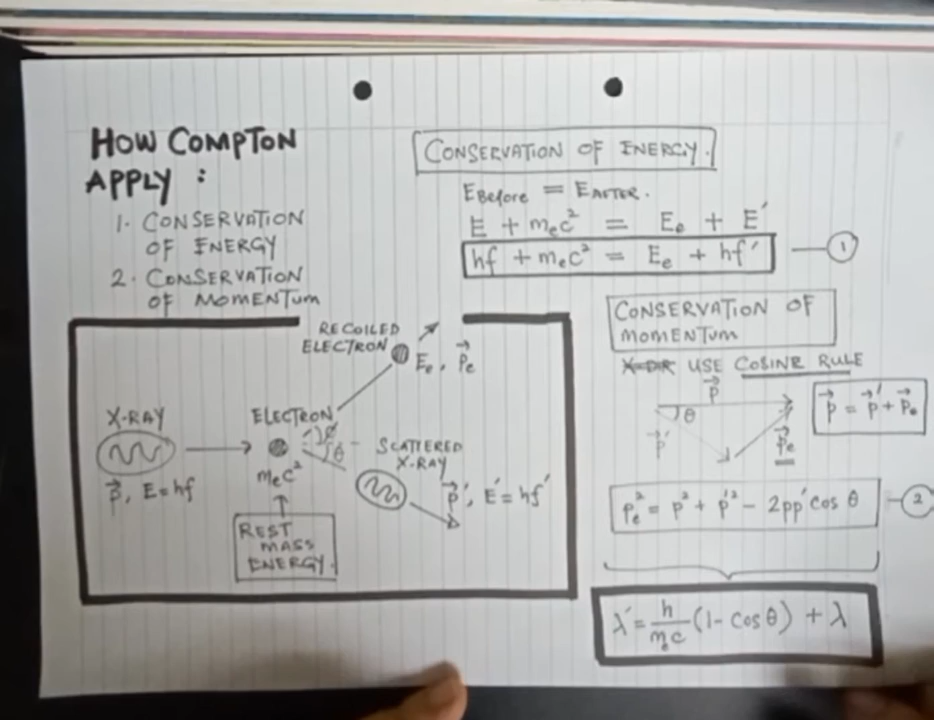 HOW COMPTON
APPLY :
1. CONSERVATION
OF ENERGY
2. CONSERVATION
OF MOMENTUM
CONSERVATION OF ENERGY.
EBefore = EAFTER.
E + mₑc² = Eₑ + E′
hf + mₑc² = Eₑ + hf′
1
RECOILED
ELECTRON
Eₑ, p⃗ₑ
X-RAY
p⃗, E=hf
ELECTRON
θ
mₑc²
REST
MASS
ENERGY.
SCATTERED
X-RAY
p⃗′, E′=hf′
CONSERVATION OF
MOMENTUM
X-DIR USE COSINE RULE
p⃗
θ
p⃗′
p⃗ₑ
p⃗ = p⃗′ + p⃗ₑ
pₑ² = p² + p′² − 2pp′cos θ
2
λ′ = h/mₑc (1- cos θ) + λ